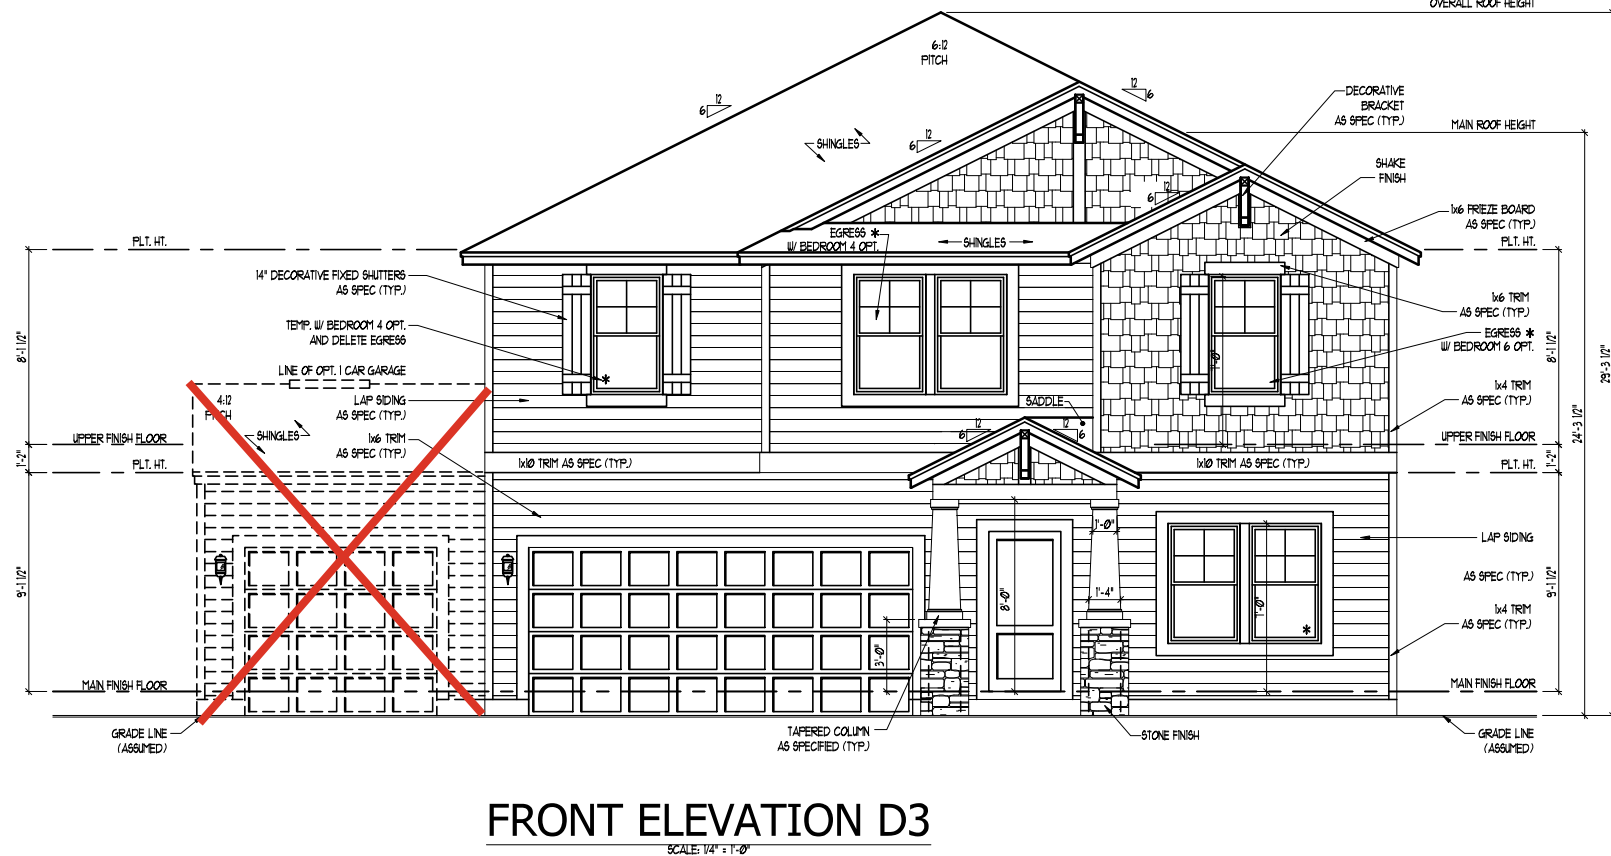 OVERALL ROOF HEIGHT
6:12
PITCH
12
6
12
6
12
6
DECORATIVE
BRACKET
AS SPEC (TYP.)
MAIN ROOF HEIGHT
SHINGLES
SHAKE
FINISH
12
6
1x6 FRIEZE BOARD
AS SPEC (TYP.)
PLT. HT.
EGRESS *
W/ BEDROOM 4 OPT.
SHINGLES
PLT. HT.
14" DECORATIVE FIXED SHUTTERS
AS SPEC (TYP.)
1x6 TRIM
AS SPEC (TYP.)
TEMP. W/ BEDROOM 4 OPT.
AND DELETE EGRESS
EGRESS *
W/ BEDROOM 6 OPT.
8'-1 1/2"
8'-1 1/2"
29'-3 1/2"
LINE OF OPT. 1 CAR GARAGE
*
4:12
PITCH
LAP SIDING
AS SPEC (TYP.)
SADDLE
1x4 TRIM
AS SPEC (TYP.)
24'-3 1/2"
SHINGLES
UPPER FINISH FLOOR
1x6 TRIM
AS SPEC (TYP.)
12
6
12
6
UPPER FINISH FLOOR
1'-2"
PLT. HT.
1x10 TRIM AS SPEC (TYP.)
1x10 TRIM AS SPEC (TYP.)
PLT. HT.
1'-2"
1'-0"
LAP SIDING
AS SPEC (TYP.)
9'-1 1/2"
8'-0"
1'-4"
9'-1 1/2"
1x4 TRIM
AS SPEC (TYP.)
*
3'-0"
MAIN FINISH FLOOR
MAIN FINISH FLOOR
GRADE LINE
(ASSUMED)
TAPERED COLUMN
AS SPECIFIED (TYP.)
STONE FINISH
GRADE LINE
(ASSUMED)
FRONT ELEVATION D3
SCALE: 1/4" = 1'-0"